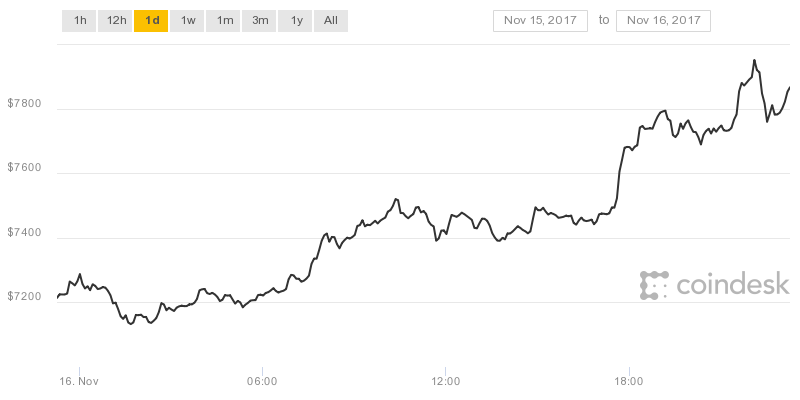 1h 12h 1d 1w 1m 3m 1y All Nov 15, 2017 to Nov 16, 2017
$7800
$7600
$7400
$7200
coindesk
16. Nov 06:00 12:00 18:00